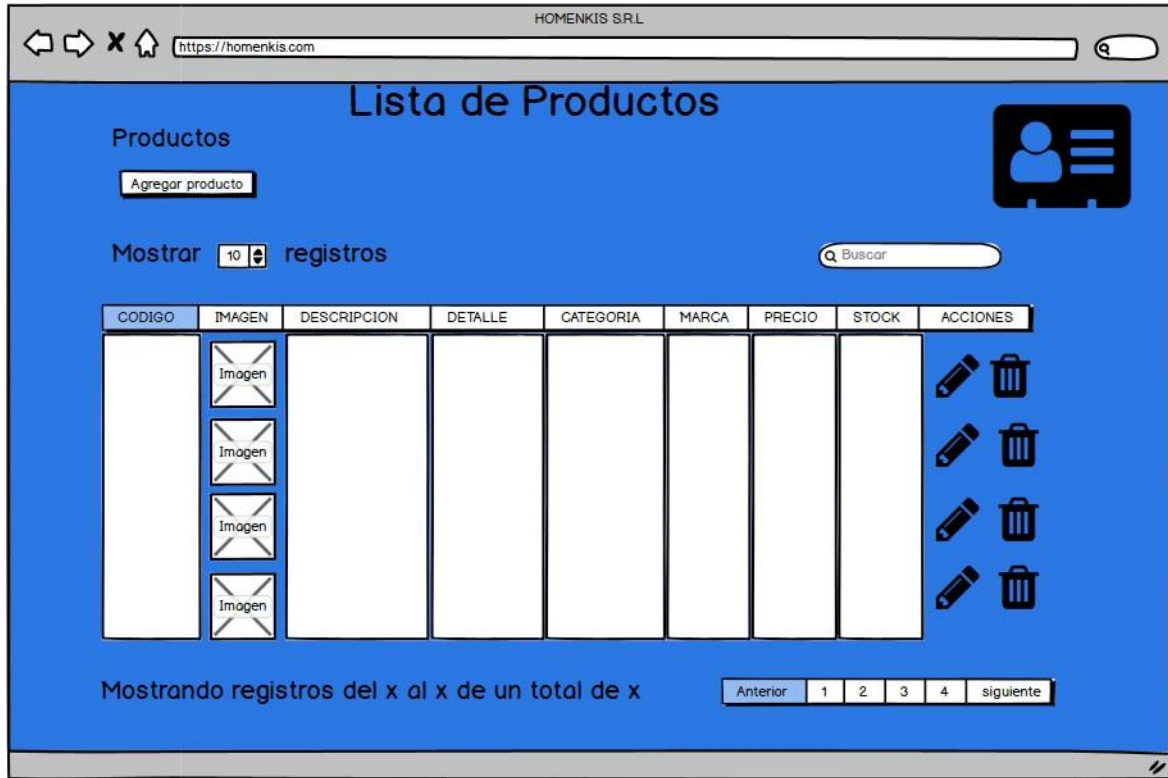 HOMENKIS S.R.L
https://homenkis.com
Lista de Productos
Productos
Agregar producto
Mostrar 10 registros
Buscar
CODIGO IMAGEN DESCRIPCION DETALLE CATEGORIA MARCA PRECIO STOCK ACCIONES
Imagen
Imagen
Imagen
Imagen
Mostrando registros del x al x de un total de x
Anterior 1 2 3 4 siguiente